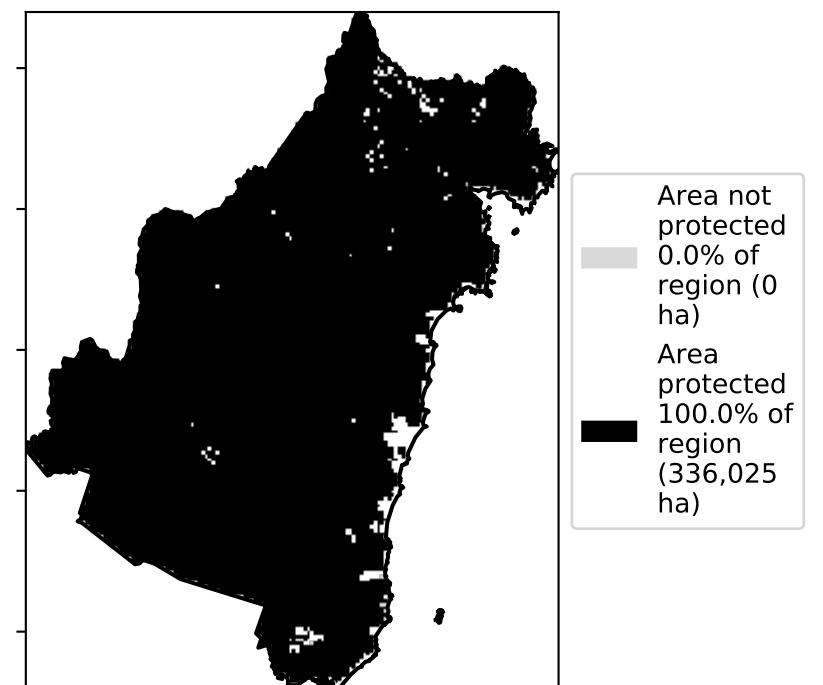 Area not
protected
0.0% of
region (0
ha)
Area
protected
100.0% of
region
(336,025
ha)